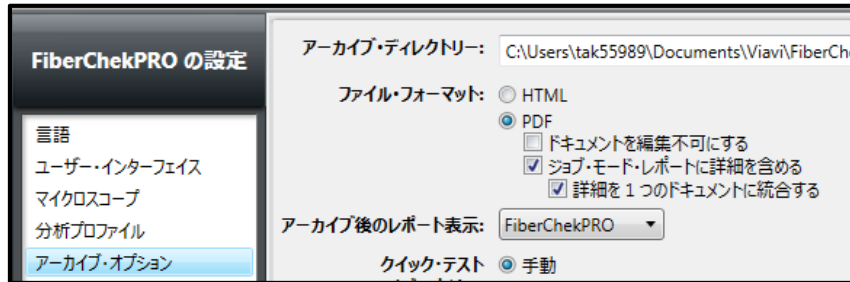 FiberChekPRO の設定
言語
ユーザー・インターフェイス
マイクロスコープ
分析プロファイル
アーカイブ・オプション
アーカイブ・ディレクトリー: C:\Users\tak55989\Documents\Viavi\FiberCh
ファイル・フォーマット: HTML
PDF
ドキュメントを編集不可にする
ジョブ・モード・レポートに詳細を含める
詳細を1つのドキュメントに統合する
アーカイブ後のレポート表示: FiberChekPRO
クイック・テスト 手動